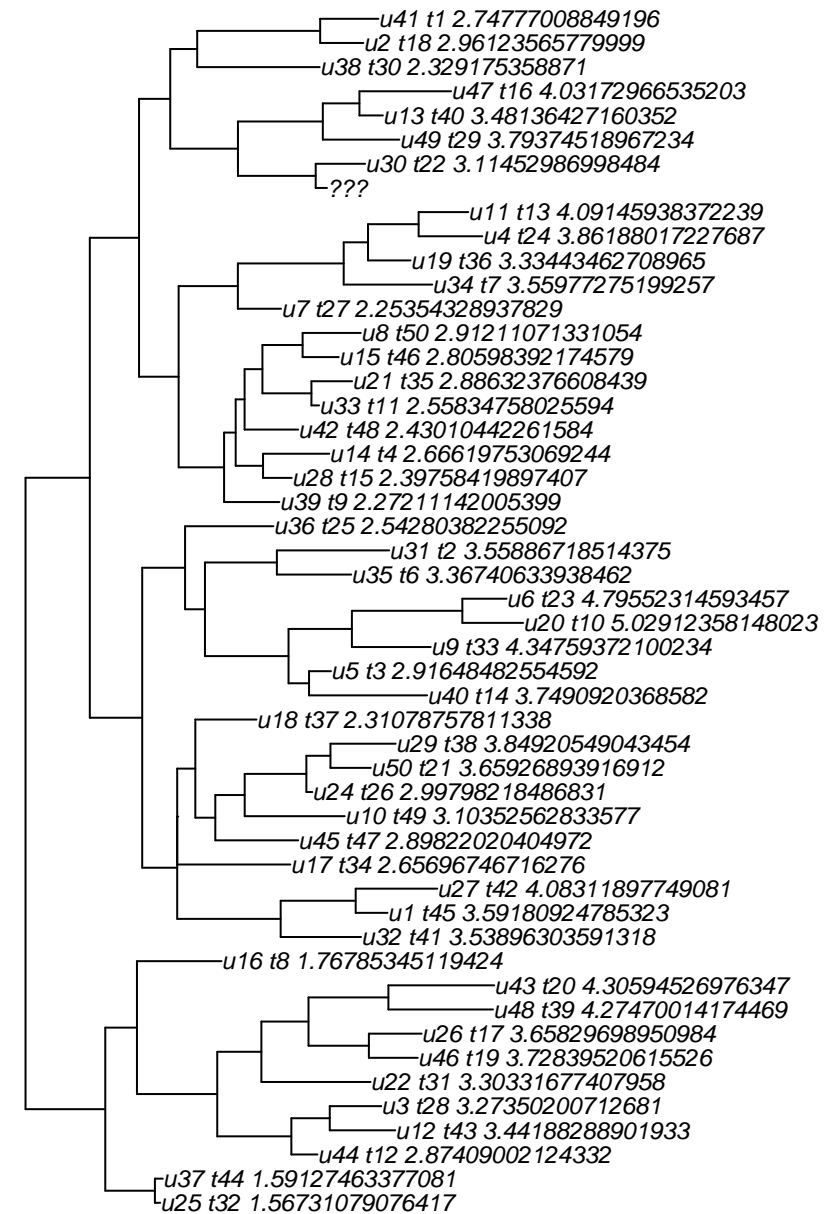 u41 t1 2.74777008849196
u2 t18 2.96123565779999
u38 t30 2.329175358871
u47 t16 4.03172966535203
u13 t40 3.48136427160352
u49 t29 3.79374518967234
u30 t22 3.11452986998484
???
u11 t13 4.09145938372239
u4 t24 3.86188017227687
u19 t36 3.33443462708965
u34 t7 3.55977275199257
u7 t27 2.25354328937829
u8 t50 2.91211071331054
u15 t46 2.80598392174579
u21 t35 2.88632376608439
u33 t11 2.55834758025594
u42 t48 2.43010442261584
u14 t4 2.66619753069244
u28 t15 2.39758419897407
u39 t9 2.27211142005399
u36 t25 2.54280382255092
u31 t2 3.55886718514375
u35 t6 3.36740633938462
u6 t23 4.79552314593457
u20 t10 5.02912358148023
u9 t33 4.34759372100234
u5 t3 2.91648482554592
u40 t14 3.7490920368582
u18 t37 2.31078757811338
u29 t38 3.84920549043454
u50 t21 3.65926893916912
u24 t26 2.99798218486831
u10 t49 3.10352562833577
u45 t47 2.89822020404972
u17 t34 2.65696746716276
u27 t42 4.08311897749081
u1 t45 3.59180924785323
u32 t41 3.53896303591318
u16 t8 1.76785345119424
u43 t20 4.30594526976347
u48 t39 4.27470014174469
u26 t17 3.65829698950984
u46 t19 3.72839520615526
u22 t31 3.30331677407958
u3 t28 3.27350200712681
u12 t43 3.44188288901933
u44 t12 2.87409002124332
u37 t44 1.59127463377081
u25 t32 1.56731079076417